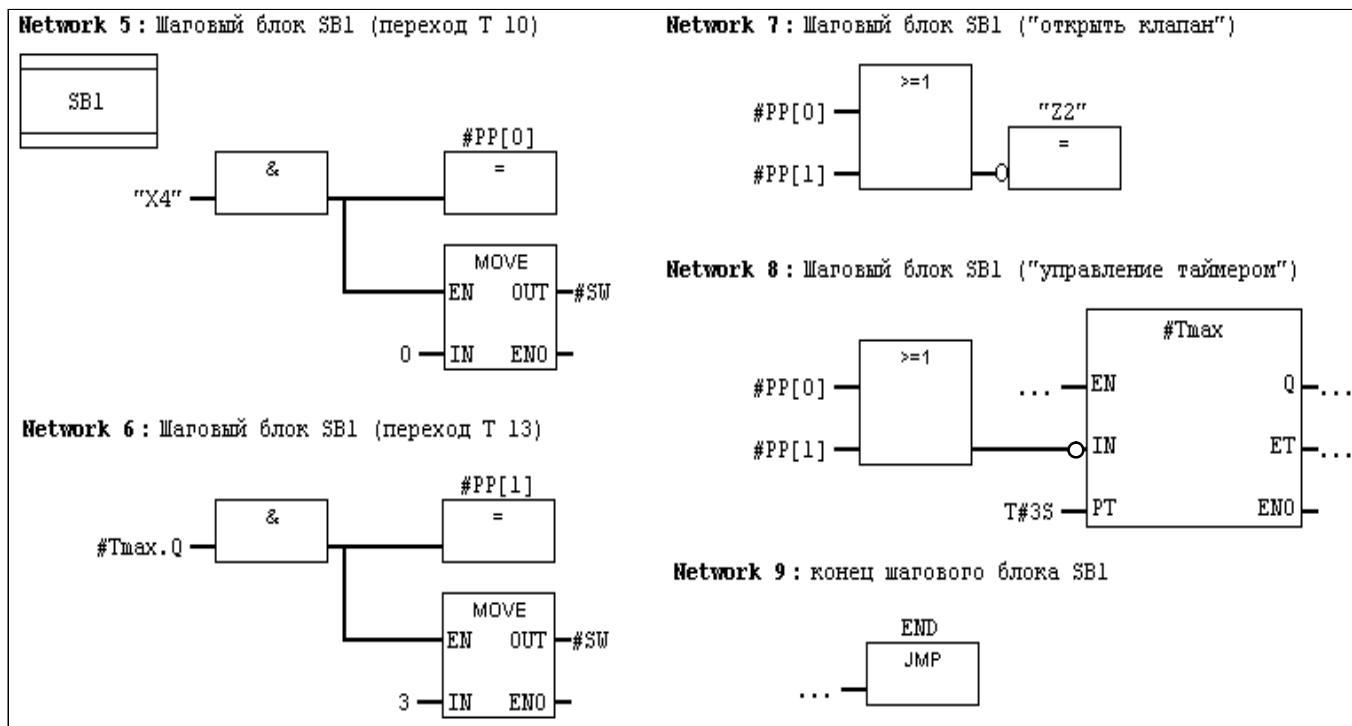 Network 5 : Шаговый блок SB1 (переход T 10)
SB1
#PP[0]
&
=
"X4"
MOVE
EN OUT #SW
0 IN ENO
Network 6 : Шаговый блок SB1 (переход T 13)
#PP[1]
&
=
#Tmax.Q
MOVE
EN OUT #SW
3 IN ENO
Network 7 : Шаговый блок SB1 ("открыть клапан")
>=1
#PP[0]
"Z2"
=
#PP[1]
Network 8 : Шаговый блок SB1 ("управление таймером")
#Tmax
>=1
#PP[0]
... EN Q ...
#PP[1]
IN ET ...
T#3S PT ENO
Network 9 : конец шагового блока SB1
END
JMP
...